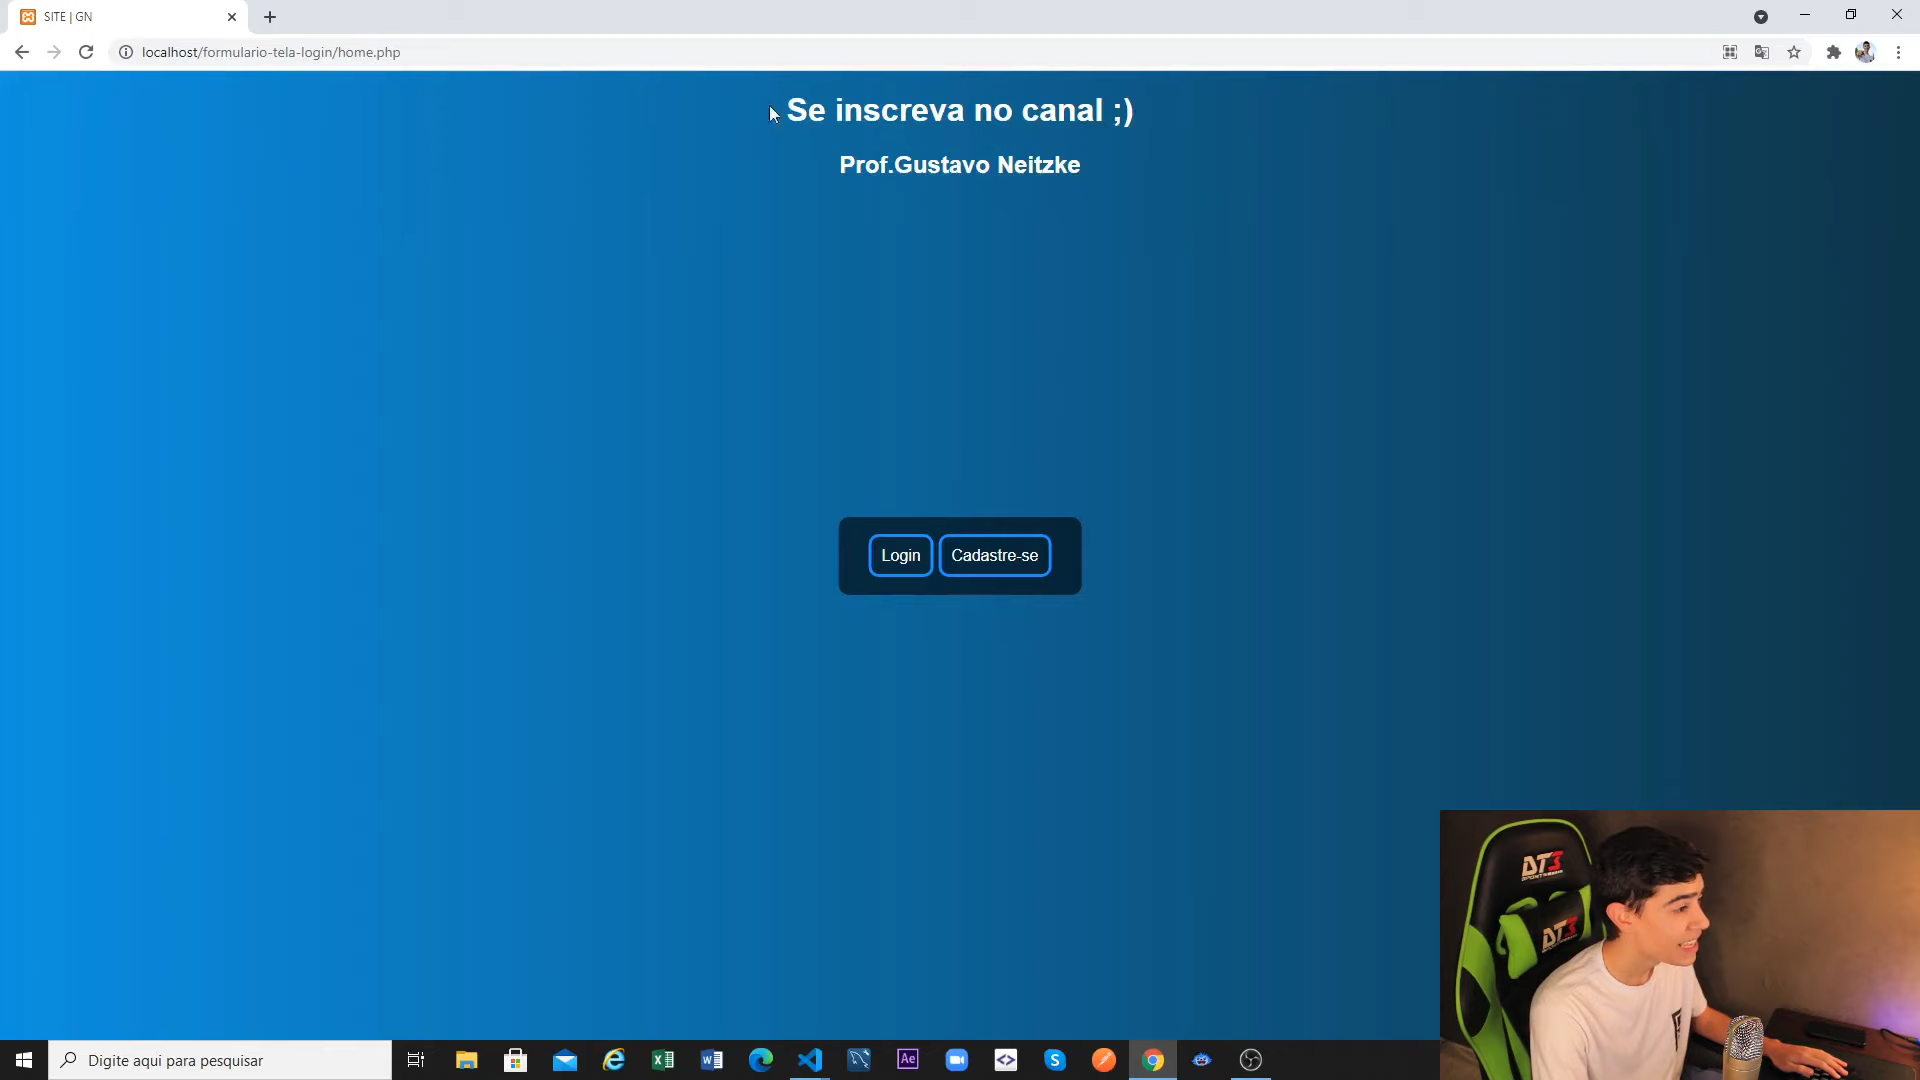 SITE | GN
localhost/formulario-tela-login/home.php
Se inscreva no canal ;)
Prof.Gustavo Neitzke
Login
Cadastre-se
DT3
DT3
Digite aqui para pesquisar
Ae